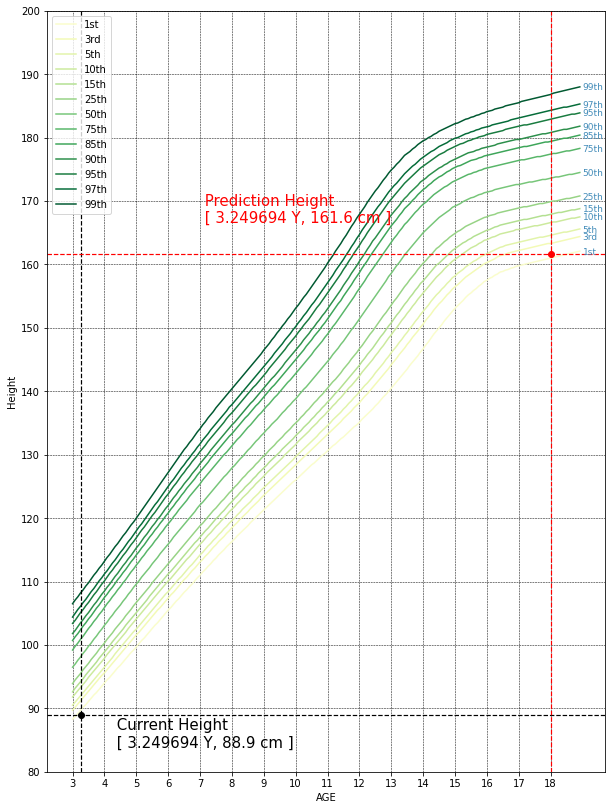 200
190
180
170
160
150
140
130
120
110
100
90
80
Height
1st
3rd
5th
10th
15th
25th
50th
75th
85th
90th
95th
97th
99th
99th
97th
95th
90th
85th
75th
50th
25th
15th
10th
5th
3rd
1st
Prediction Height
[ 3.249694 Y, 161.6 cm ]
Current Height
[ 3.249694 Y, 88.9 cm ]
3 4 5 6 7 8 9 10 11 12 13 14 15 16 17 18
AGE